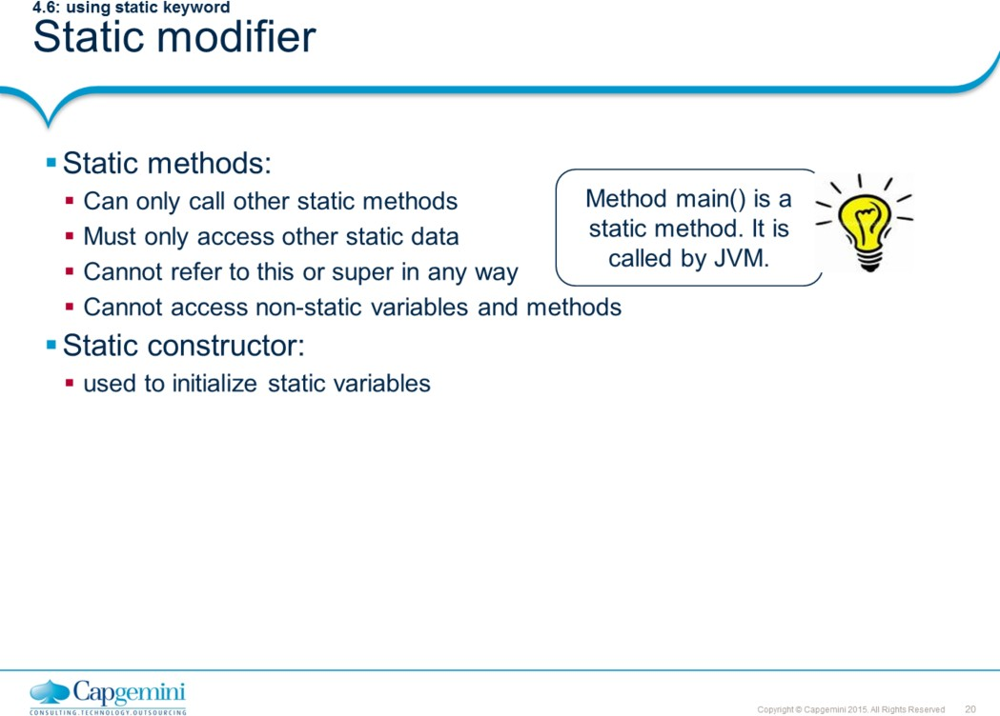 4.6: using static keyword
Static modifier
Static methods:
Can only call other static methods
Must only access other static data
Cannot refer to this or super in any way
Cannot access non-static variables and methods
Method main() is a
static method. It is
called by JVM.
Static constructor:
used to initialize static variables
Capgemini
CONSULTING.TECHNOLOGY.OUTSOURCING
Copyright © Capgemini 2015. All Rights Reserved 20